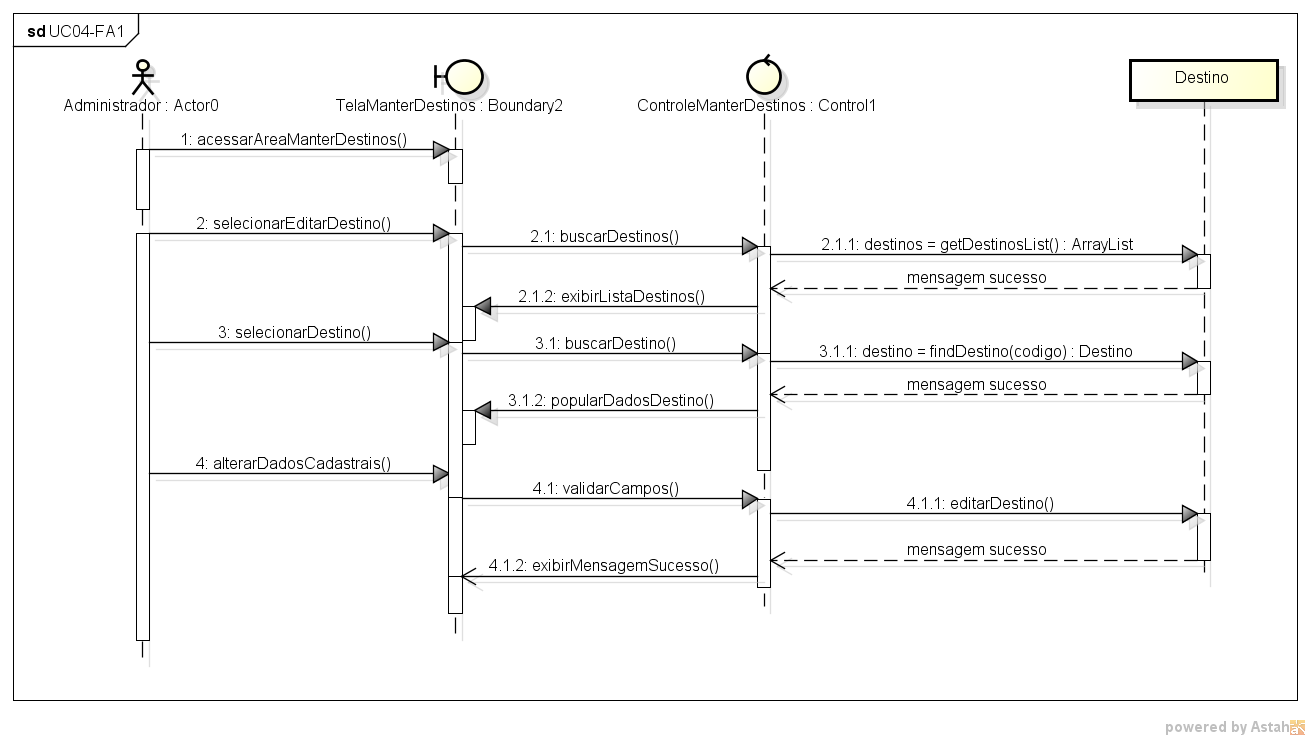 sd UC04-FA1
Administrador : Actor0
TelaManterDestinos : Boundary2
ControleManterDestinos : Control1
Destino
1: acessarAreaManterDestinos()
2: selecionarEditarDestino()
2.1: buscarDestinos()
2.1.1: destinos = getDestinosList() : ArrayList
mensagem sucesso
2.1.2: exibirListaDestinos()
3: selecionarDestino()
3.1: buscarDestino()
3.1.1: destino = findDestino(codigo) : Destino
mensagem sucesso
3.1.2: popularDadosDestino()
4: alterarDadosCadastrais()
4.1: validarCampos()
4.1.1: editarDestino()
mensagem sucesso
4.1.2: exibirMensagemSucesso()
powered by Astah